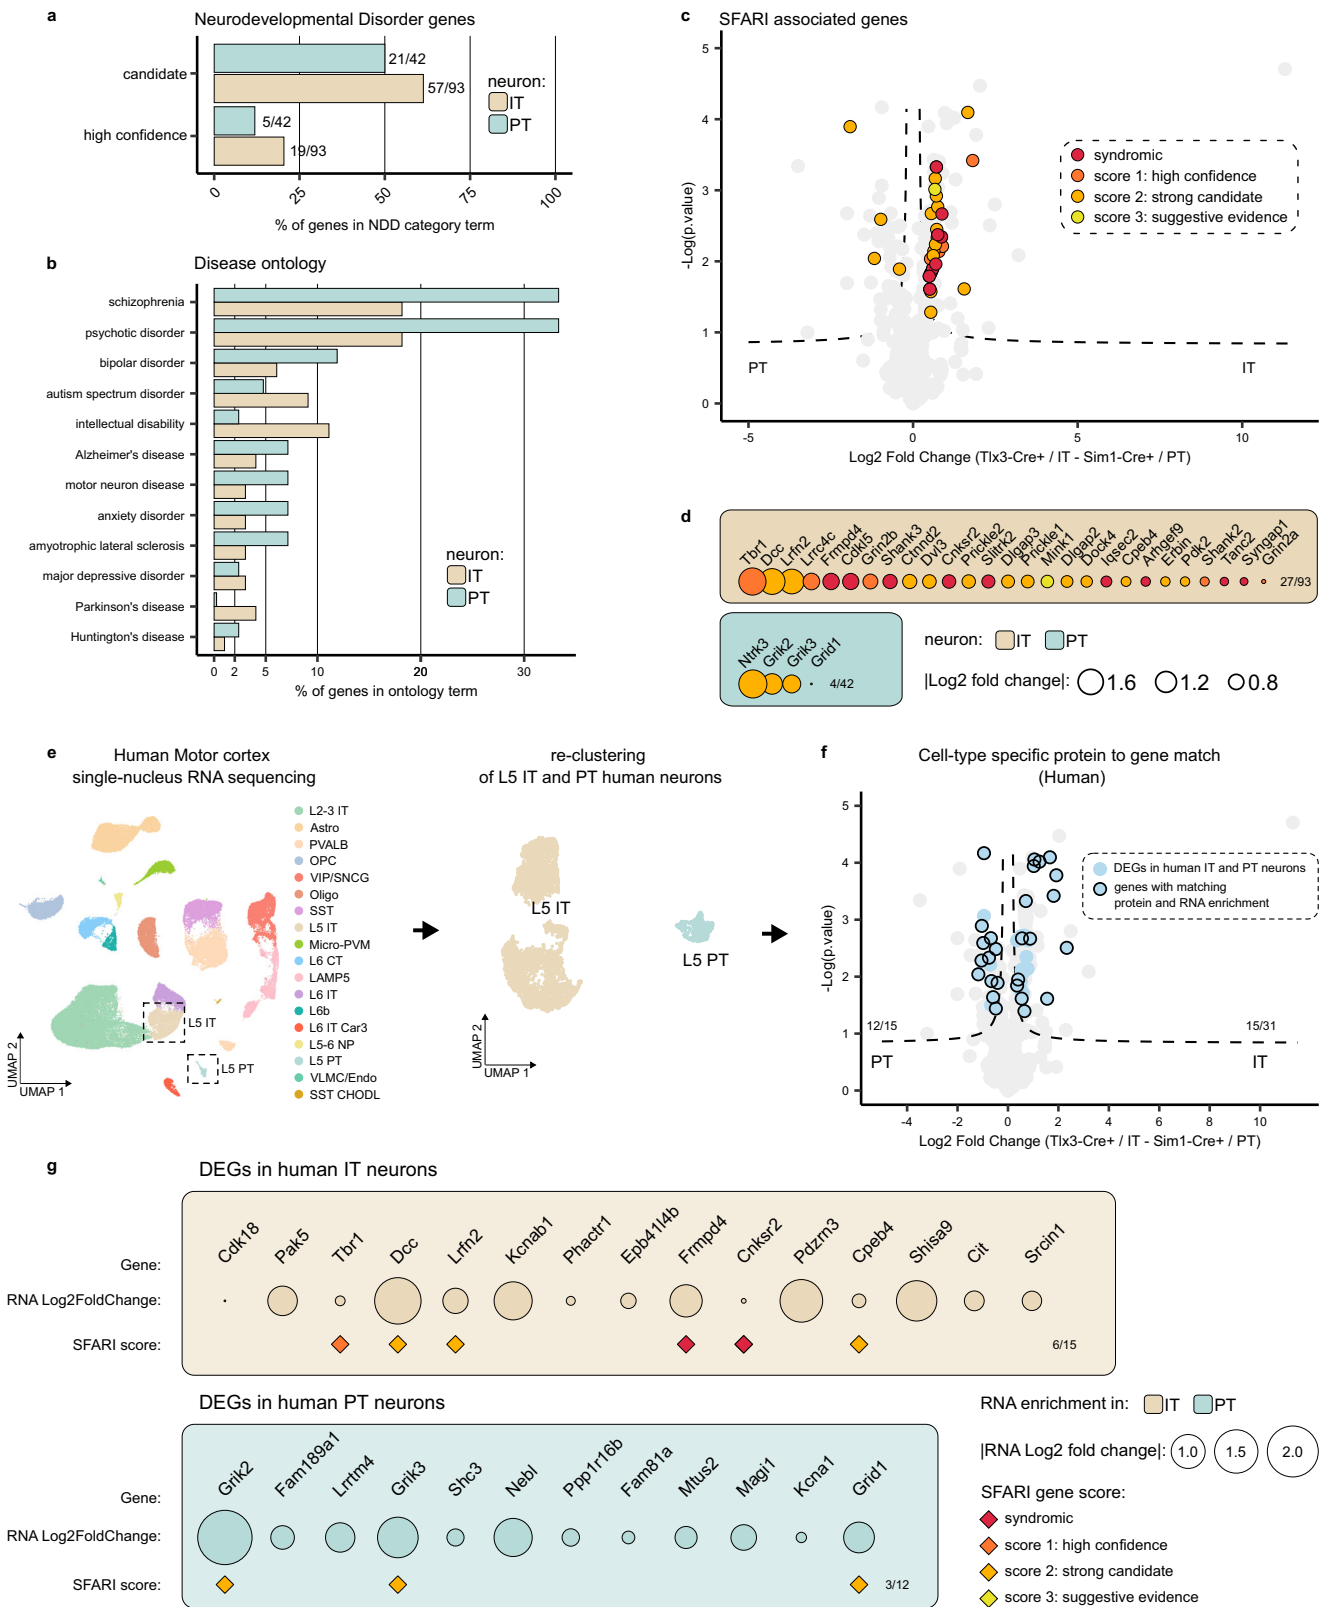 a
Neurodevelopmental Disorder genes
candidate
high confidence
21/42
57/93
5/42
19/93
neuron:
IT
PT
0
25
50
75
100
% of genes in NDD category term
b
Disease ontology
schizophrenia
psychotic disorder
bipolar disorder
autism spectrum disorder
intellectual disability
Alzheimer's disease
motor neuron disease
anxiety disorder
amyotrophic lateral sclerosis
major depressive disorder
Parkinson's disease
Huntington's disease
neuron:
IT
PT
0 2 5 10 20 30
% of genes in ontology term
c
SFARI associated genes
-Log(p.value)
5
4
3
2
1
0
syndromic
score 1: high confidence
score 2: strong candidate
score 3: suggestive evidence
PT
IT
-5 0 5 10
Log2 Fold Change (Tlx3-Cre+ / IT - Sim1-Cre+ / PT)
d
Tbr1 Dcc Lrfn2 Lrrc4c Frmpd4 Cdkl5 Grin2b Shank3 Ctnnd2 Dvl3 Cnksr2 Prickle2 Slitrk2 Dlgap3 Prickle1 Mink1 Dlgap2 Dock4 Iqsec2 Cpeb4 Arhgef9 Erbin Pdk2 Shank2 Tanc2 Syngap1 Grin2a
27/93
Ntrk3 Grik2 Grik3 Grid1
4/42
neuron: IT PT
|Log2 fold change|: 1.6 1.2 0.8
e
Human Motor cortex
single-nucleus RNA sequencing
L2-3 IT
Astro
PVALB
OPC
VIP/SNCG
Oligo
SST
L5 IT
Micro-PVM
L6 CT
LAMP5
L6 IT
L6b
L6 IT Car3
L5-6 NP
L5 PT
VLMC/Endo
SST CHODL
L5 IT
L5 PT
UMAP 2
UMAP 1
re-clustering
of L5 IT and PT human neurons
L5 IT
L5 PT
UMAP 2
UMAP 1
f
Cell-type specific protein to gene match
(Human)
-Log(p.value)
5
4
3
2
1
0
DEGs in human IT and PT neurons
genes with matching
protein and RNA enrichment
12/15
PT
15/31
IT
-4 -2 0 2 4 6 8 10
Log2 Fold Change (Tlx3-Cre+ / IT - Sim1-Cre+ / PT)
g
DEGs in human IT neurons
Gene:
Cdk18 Pak5 Tbr1 Dcc Lrfn2 Kcnab1 Phactr1 Epb41l4b Frmpd4 Cnksr2 Pdzrn3 Cpeb4 Shisa9 Cit Srcin1
RNA Log2FoldChange:
SFARI score:
6/15
DEGs in human PT neurons
Gene:
Grik2 Fam189a1 Lrrtm4 Grik3 Shc3 Nebl Ppp1r16b Fam81a Mtus2 Magi1 Kcna1 Grid1
RNA Log2FoldChange:
SFARI score:
3/12
RNA enrichment in: IT PT
|RNA Log2 fold change|: 1.0 1.5 2.0
SFARI gene score:
syndromic
score 1: high confidence
score 2: strong candidate
score 3: suggestive evidence